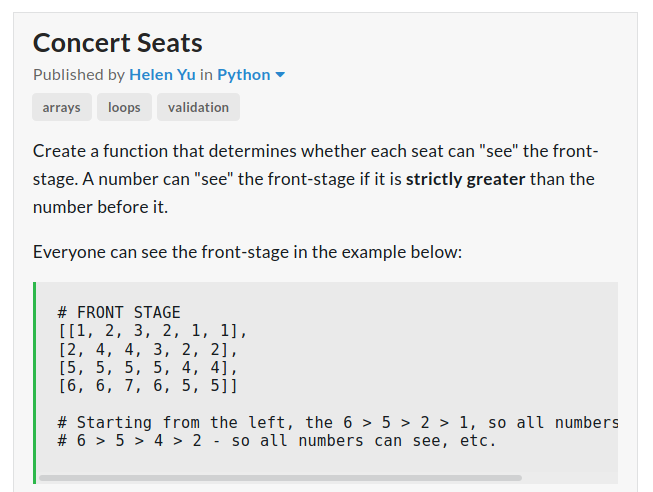 Concert Seats
Published by Helen Yu in Python
arrays loops validation
Create a function that determines whether each seat can "see" the front-
stage. A number can "see" the front-stage if it is strictly greater than the
number before it.
Everyone can see the front-stage in the example below:
# FRONT STAGE
[[1, 2, 3, 2, 1, 1],
[2, 4, 4, 3, 2, 2],
[5, 5, 5, 5, 4, 4],
[6, 6, 7, 6, 5, 5]]
# Starting from the left, the 6 > 5 > 2 > 1, so all numbers
# 6 > 5 > 4 > 2 - so all numbers can see, etc.